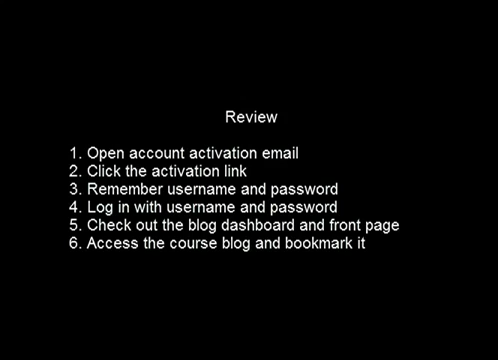 Review
1. Open account activation email
2. Click the activation link
3. Remember username and password
4. Log in with username and password
5. Check out the blog dashboard and front page
6. Access the course blog and bookmark it